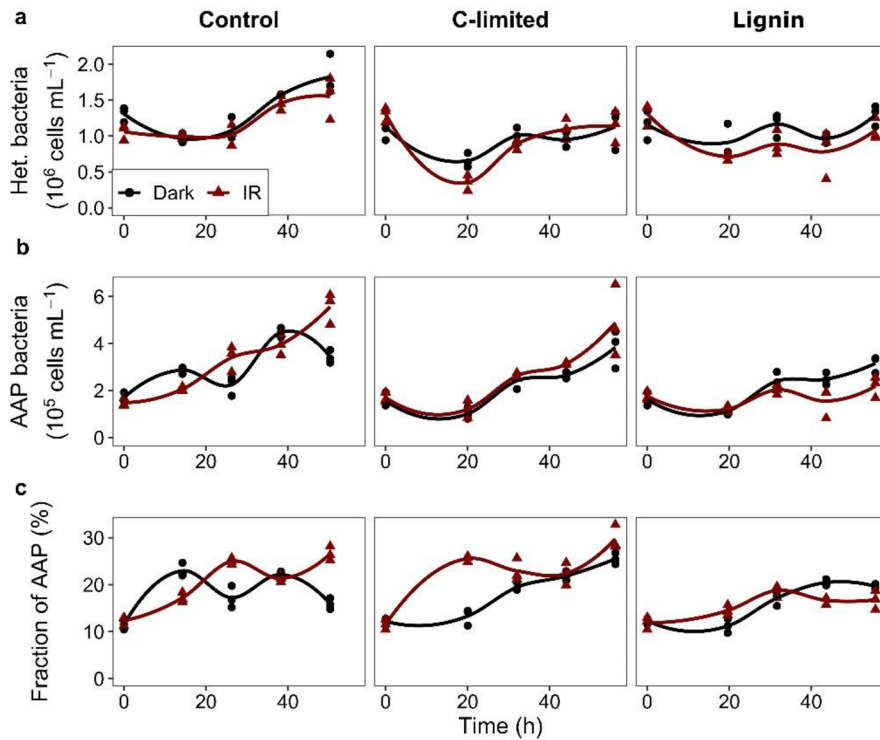 a
Control
C-limited
Lignin
Het. bacteria
(10⁶ cells mL⁻¹)
2.0
1.5
1.0
0.5
0.0
Dark
IR
0 20 40
0 20 40
0 20 40
b
AAP bacteria
(10⁵ cells mL⁻¹)
6
4
2
0
0 20 40
0 20 40
0 20 40
c
Fraction of AAP (%)
30
20
10
0
0 20 40
0 20 40
0 20 40
Time (h)